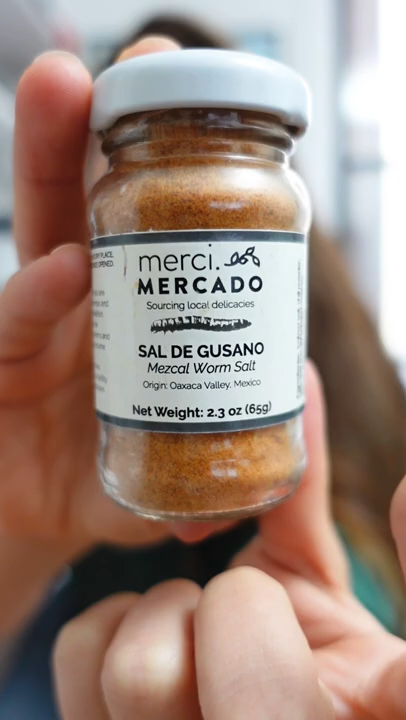 merci.
MERCADO
Sourcing local delicacies
SAL DE GUSANO
Mezcal Worm Salt
Origin: Oaxaca Valley. Mexico
Net Weight: 2.3 oz (65g)